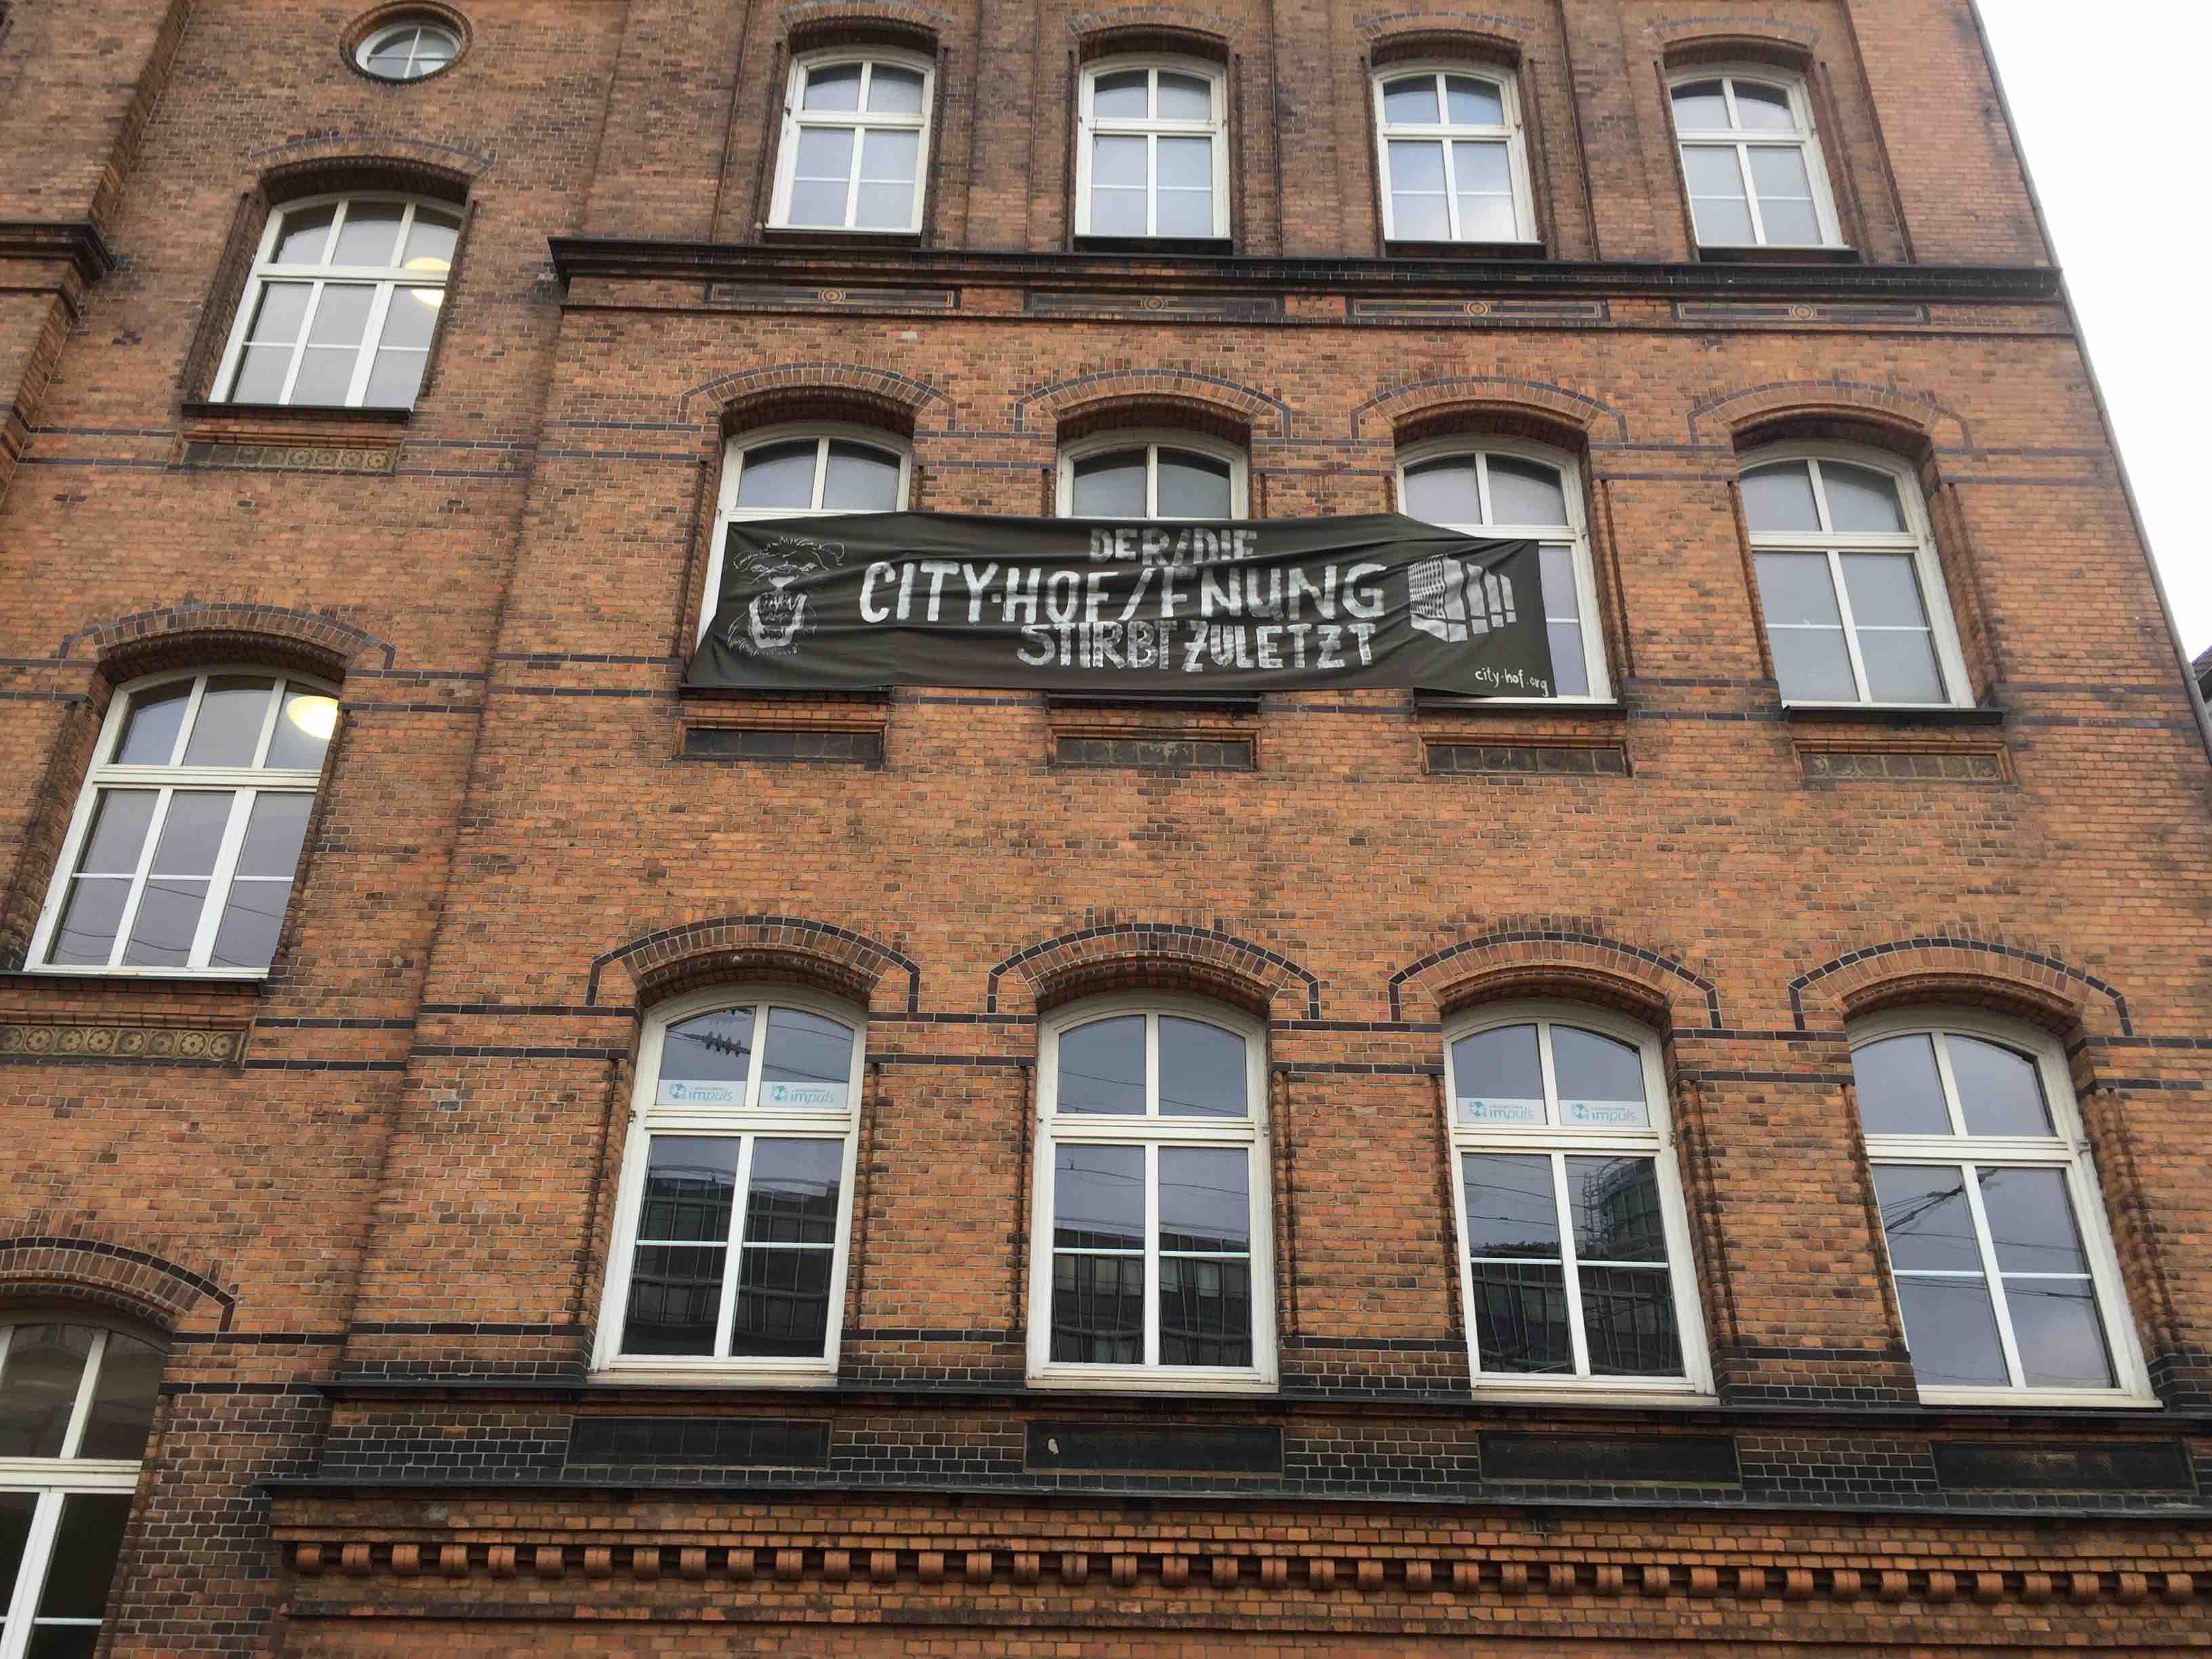 DER/DIE
CITY-HOF/FNUNG
STIRBT ZULETZT
city-hof.org
impuls
impuls
impuls
impuls